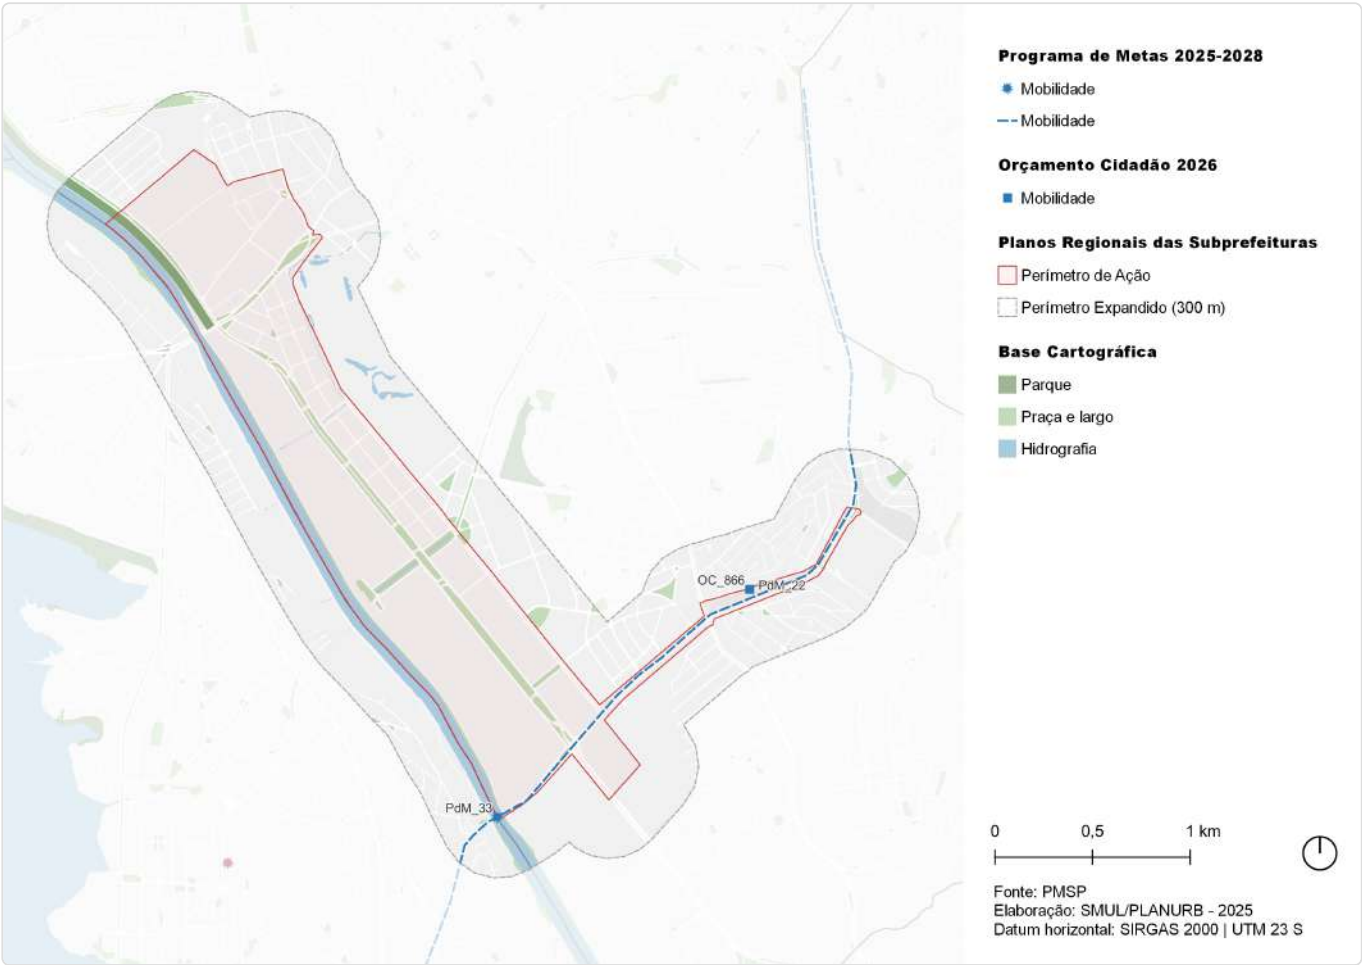 Programa de Metas 2025-2028
Mobilidade
Mobilidade
Orçamento Cidadão 2026
Mobilidade
Planos Regionais das Subprefeituras
Perímetro de Ação
Perímetro Expandido (300 m)
Base Cartográfica
Parque
Praça e largo
Hidrografia
OC_866
PdM_22
PdM_33
0 0,5 1 km
Fonte: PMSP
Elaboração: SMUL/PLANURB - 2025
Datum horizontal: SIRGAS 2000 | UTM 23 S